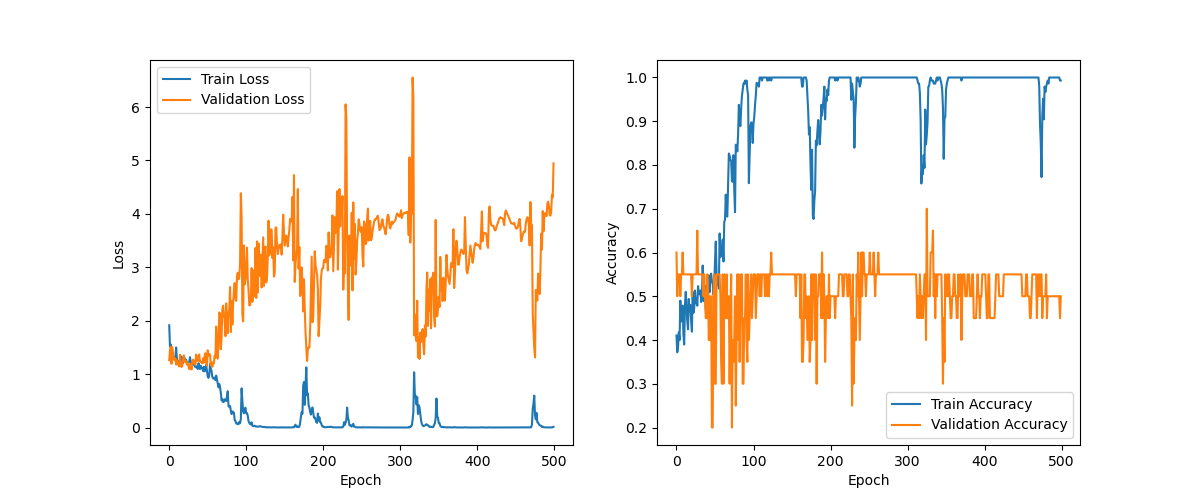 Train Loss
Validation Loss
6
5
4
3
2
1
0
Loss
0 100 200 300 400 500
Epoch
1.0
0.9
0.8
0.7
0.6
0.5
0.4
0.3
0.2
Accuracy
Train Accuracy
Validation Accuracy
0 100 200 300 400 500
Epoch